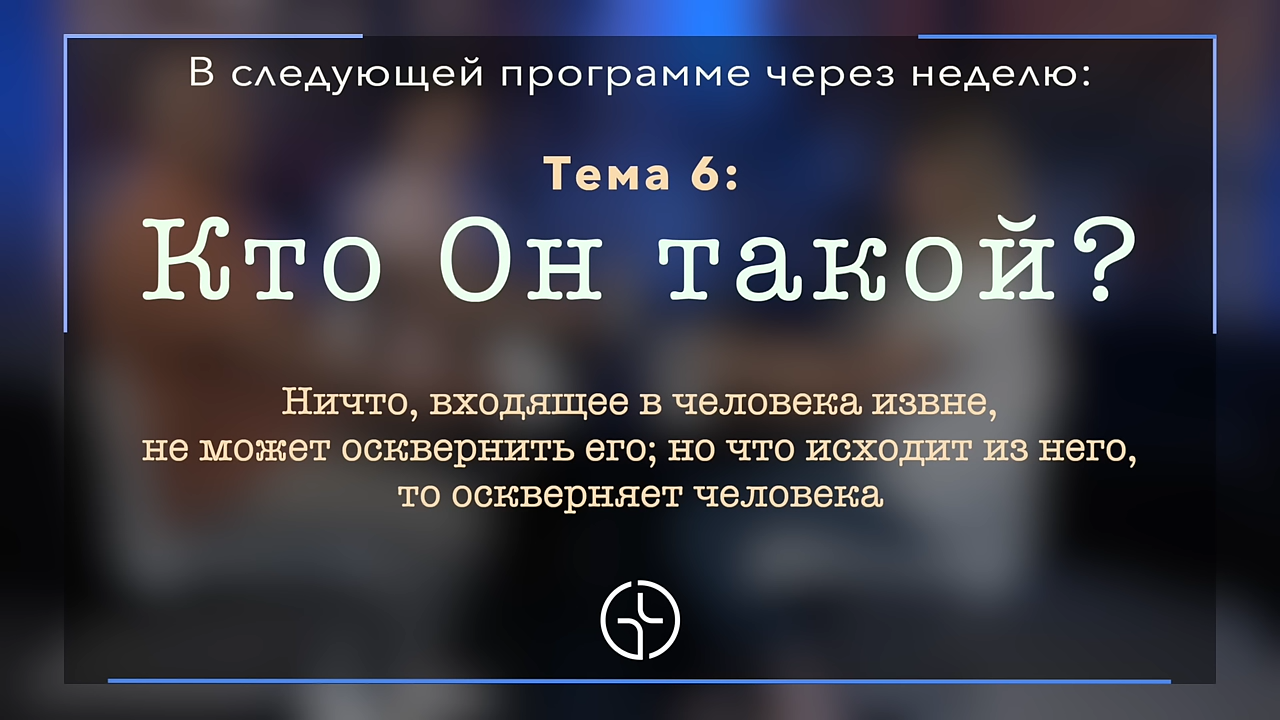 В следующей программе через неделю:
Тема 6:
Кто Он такой?
Ничто, входящее в человека извне,
не может осквернить его; но что исходит из него,
то оскверняет человека